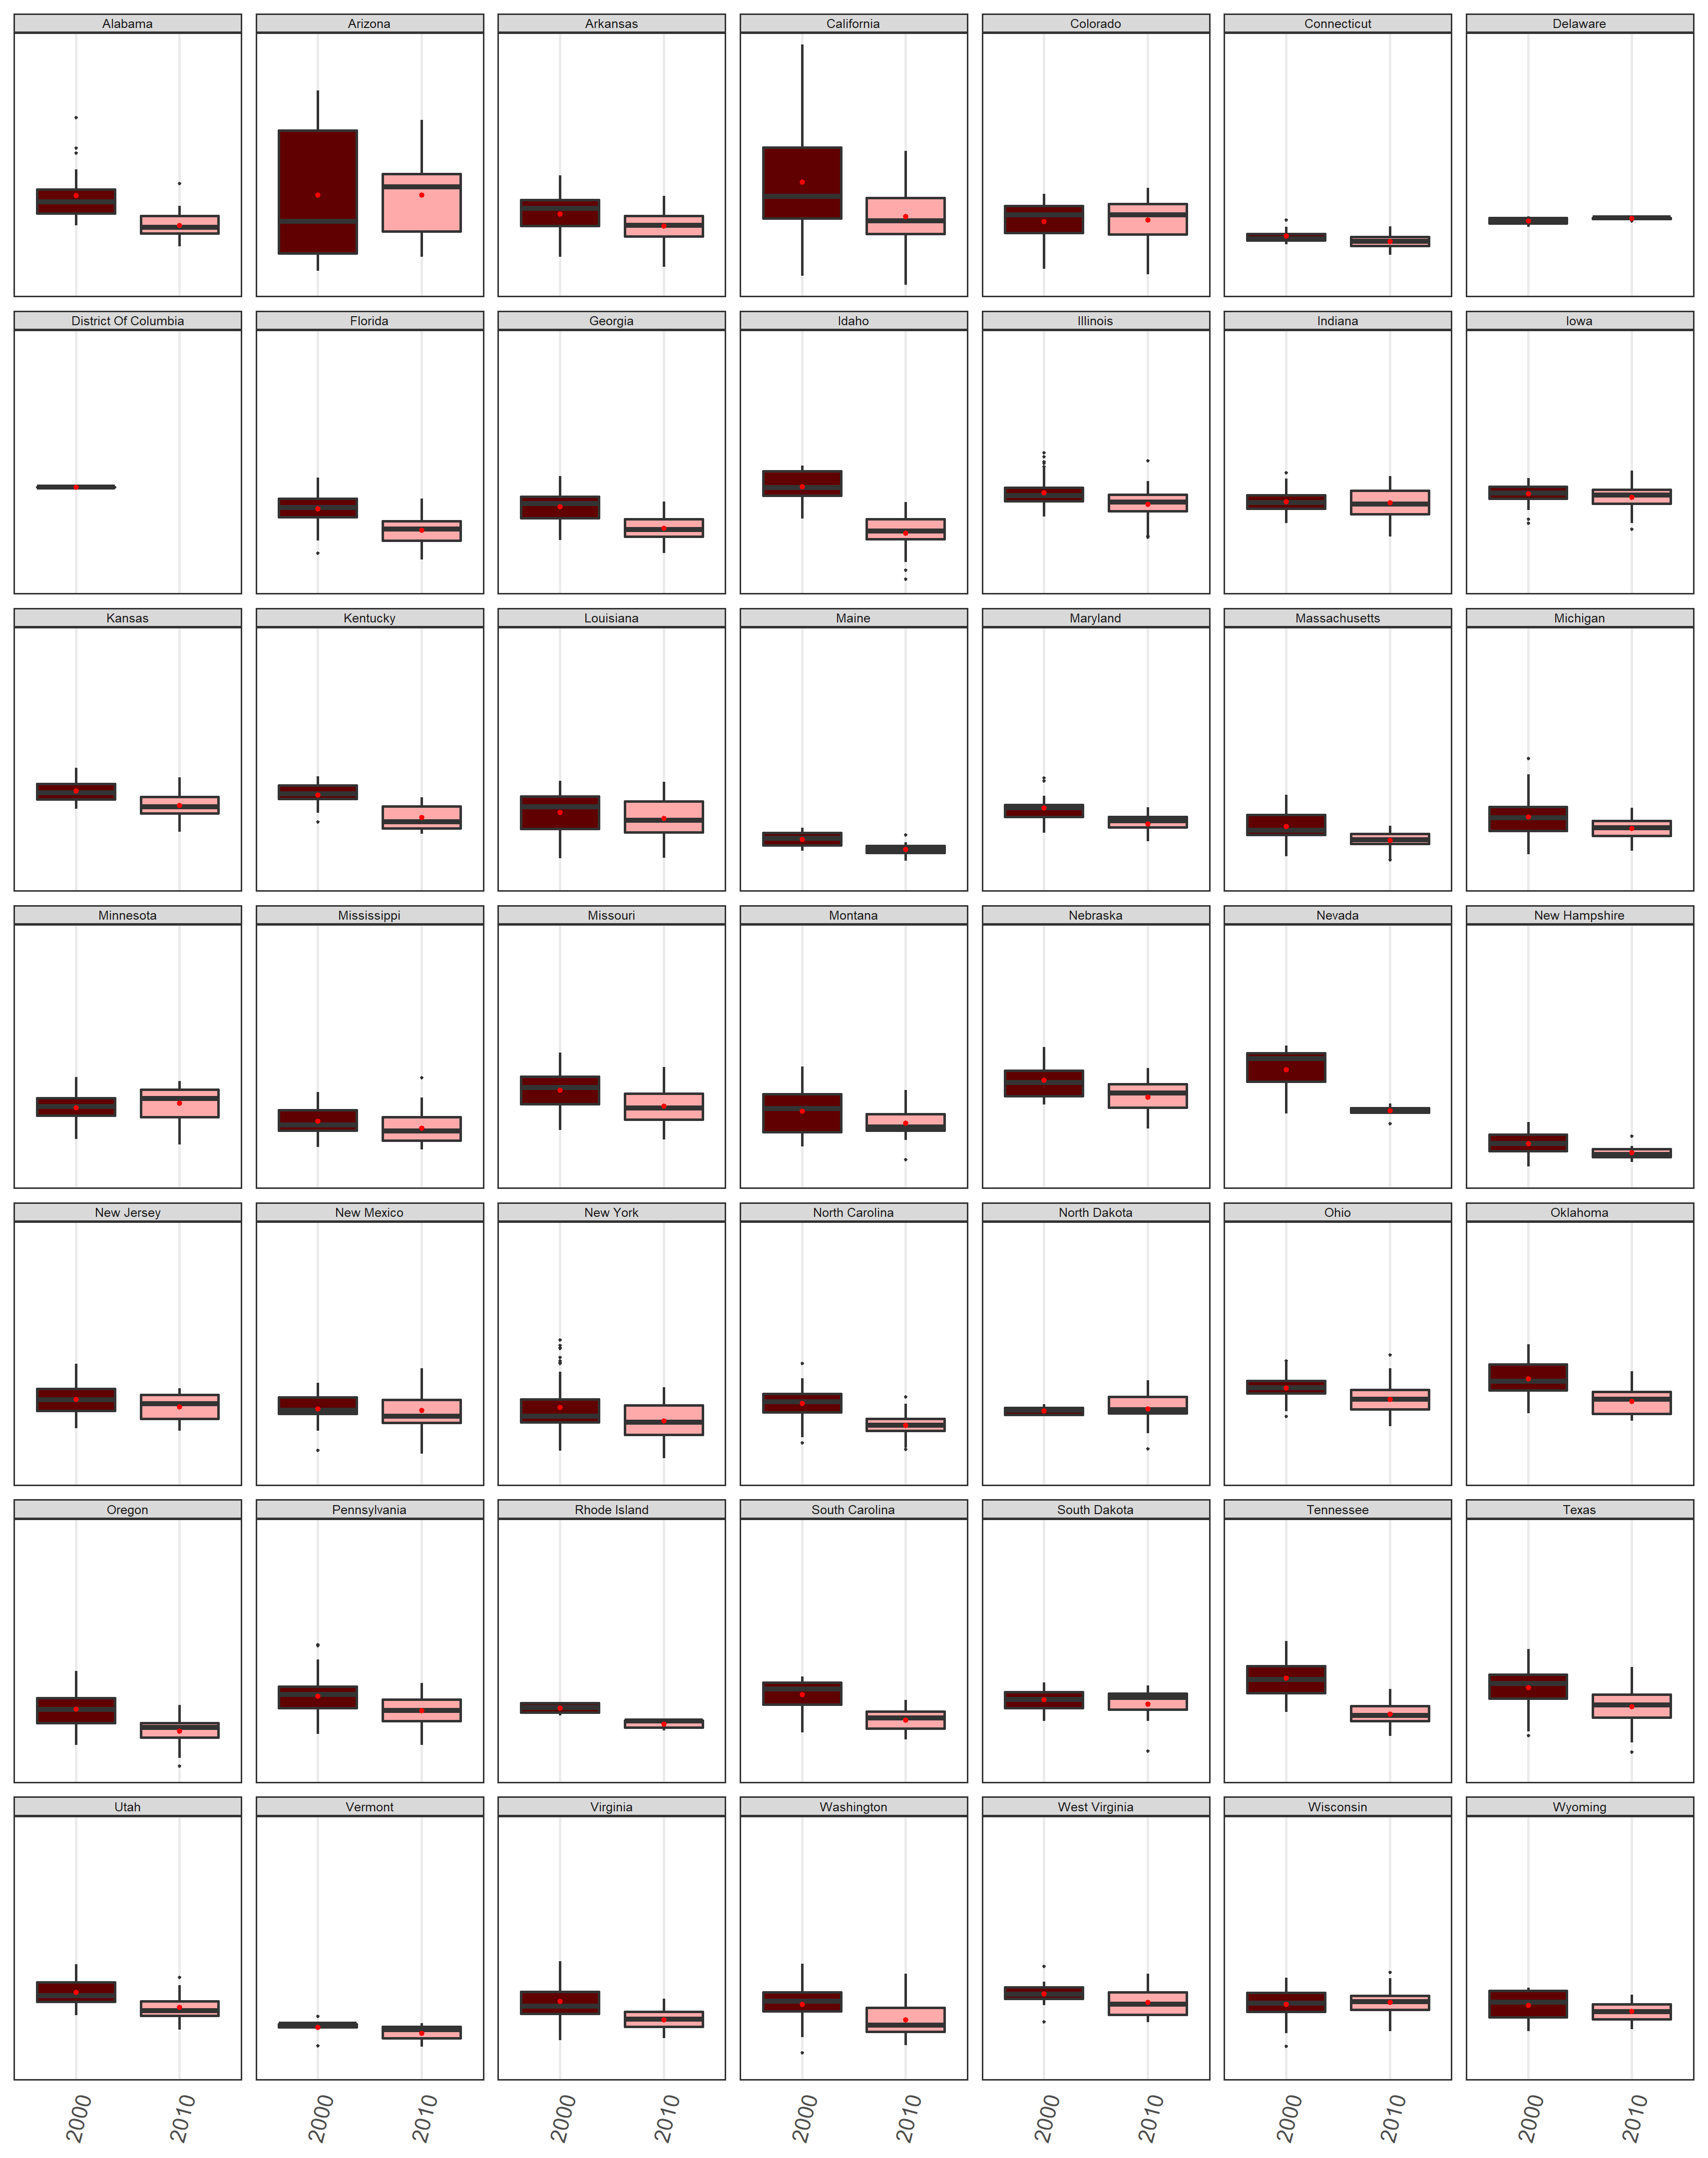 Alabama Arizona Arkansas California Colorado Connecticut Delaware
District Of Columbia Florida Georgia Idaho Illinois Indiana Iowa
Kansas Kentucky Louisiana Maine Maryland Massachusetts Michigan
Minnesota Mississippi Missouri Montana Nebraska Nevada New Hampshire
New Jersey New Mexico New York North Carolina North Dakota Ohio Oklahoma
Oregon Pennsylvania Rhode Island South Carolina South Dakota Tennessee Texas
Utah Vermont Virginia Washington West Virginia Wisconsin Wyoming
2000 2010 2000 2010 2000 2010 2000 2010 2000 2010 2000 2010 2000 2010